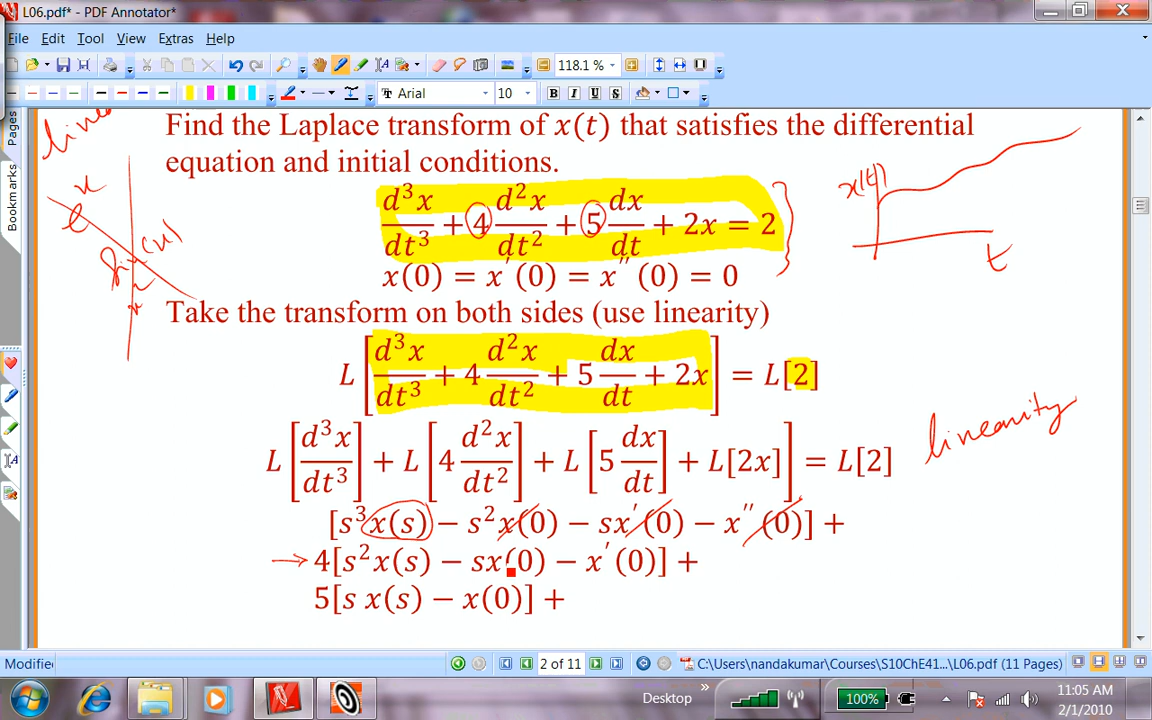 L06.pdf* - PDF Annotator*
File Edit Tool View Extras Help
118.1 %
Arial 10 B I U S
Pages
Bookmarks
Find the Laplace transform of x(t) that satisfies the differential
equation and initial conditions.
d³x/dt³ + 4 d²x/dt² + 5 dx/dt + 2x = 2
x(0) = x′(0) = x″(0) = 0
x(t)
t
x
e
sin(x)
x²
Take the transform on both sides (use linearity)
L[d³x/dt³ + 4 d²x/dt² + 5 dx/dt + 2x] = L[2]
L[d³x/dt³] + L[4 d²x/dt²] + L[5 dx/dt] + L[2x]] = L[2]
linearity
[s³x(s) − s²x(0) − sx′(0) − x″(0)] +
→ 4[s²x(s) − sx(0) − x′(0)] +
5[s x(s) − x(0)] +
Modified
2 of 11
C:\Users\nandakumar\Courses\S10ChE41...\L06.pdf (11 Pages)
Desktop
100%
11:05 AM
2/1/2010